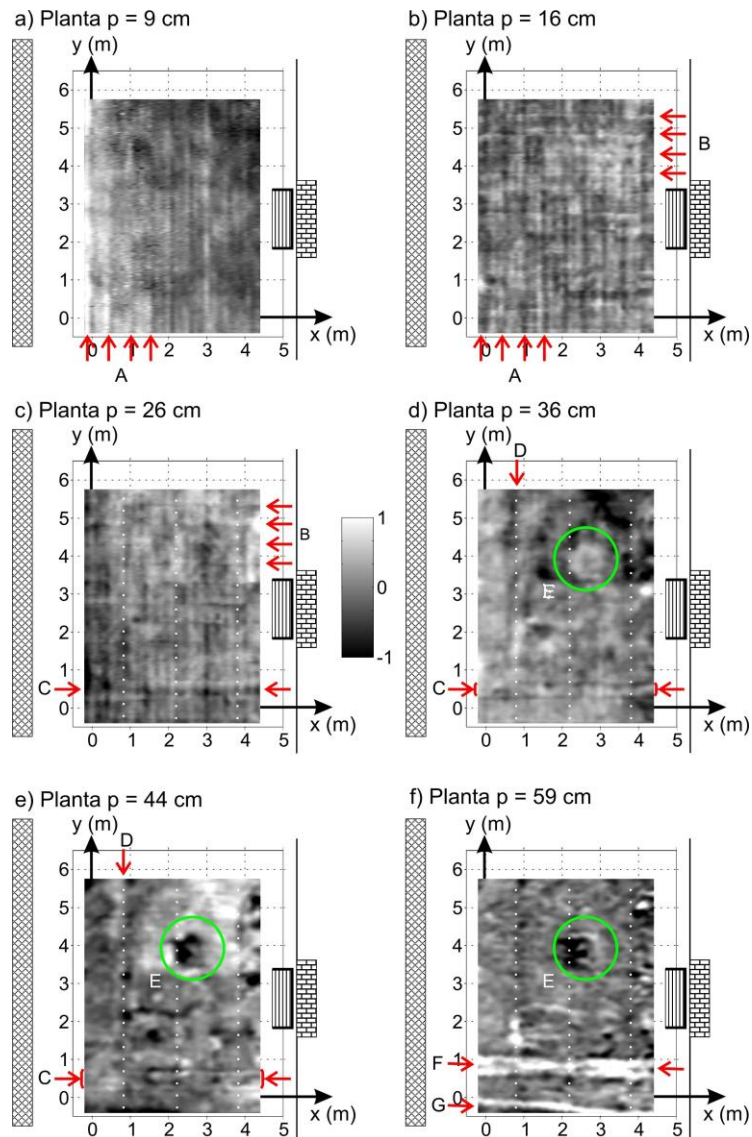 a) Planta p = 9 cm
y (m)
6
5
4
3
2
1
0
0 1 2 3 4 5
x (m)
A
b) Planta p = 16 cm
y (m)
6
5
4
3
2
1
0
0 1 2 3 4 5
x (m)
A
B
c) Planta p = 26 cm
y (m)
6
5
4
3
2
1
0
0 1 2 3 4 5
x (m)
B
C
1
0
-1
d) Planta p = 36 cm
y (m)
D
6
5
4
3
2
1
0
0 1 2 3 4 5
x (m)
E
C
e) Planta p = 44 cm
y (m)
D
6
5
4
3
2
1
0
0 1 2 3 4 5
x (m)
E
C
f) Planta p = 59 cm
y (m)
6
5
4
3
2
1
0
0 1 2 3 4 5
x (m)
E
F
G